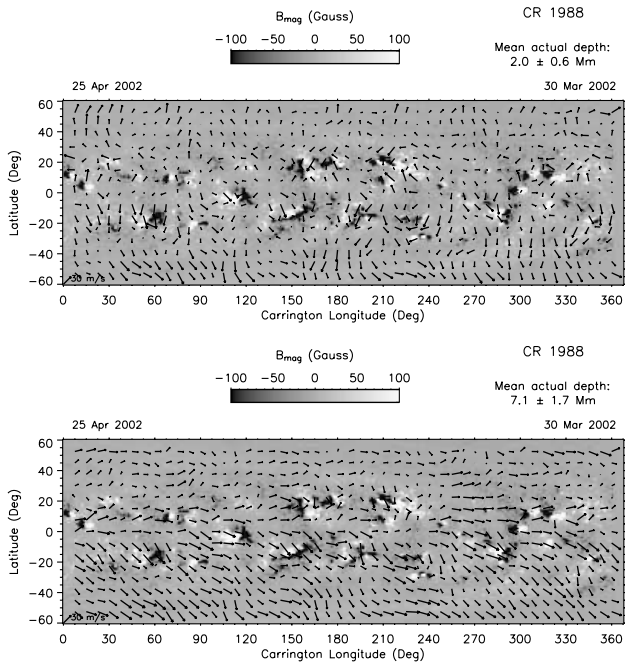 B_mag (Gauss)
-100 -50 0 50 100
CR 1988
Mean actual depth:
2.0 ± 0.6 Mm
25 Apr 2002
30 Mar 2002
60
40
20
0
-20
-40
-60
Latitude (Deg)
30 m/s
0 30 60 90 120 150 180 210 240 270 300 330 360
Carrington Longitude (Deg)
B_mag (Gauss)
-100 -50 0 50 100
CR 1988
Mean actual depth:
7.1 ± 1.7 Mm
25 Apr 2002
30 Mar 2002
60
40
20
0
-20
-40
-60
Latitude (Deg)
30 m/s
0 30 60 90 120 150 180 210 240 270 300 330 360
Carrington Longitude (Deg)